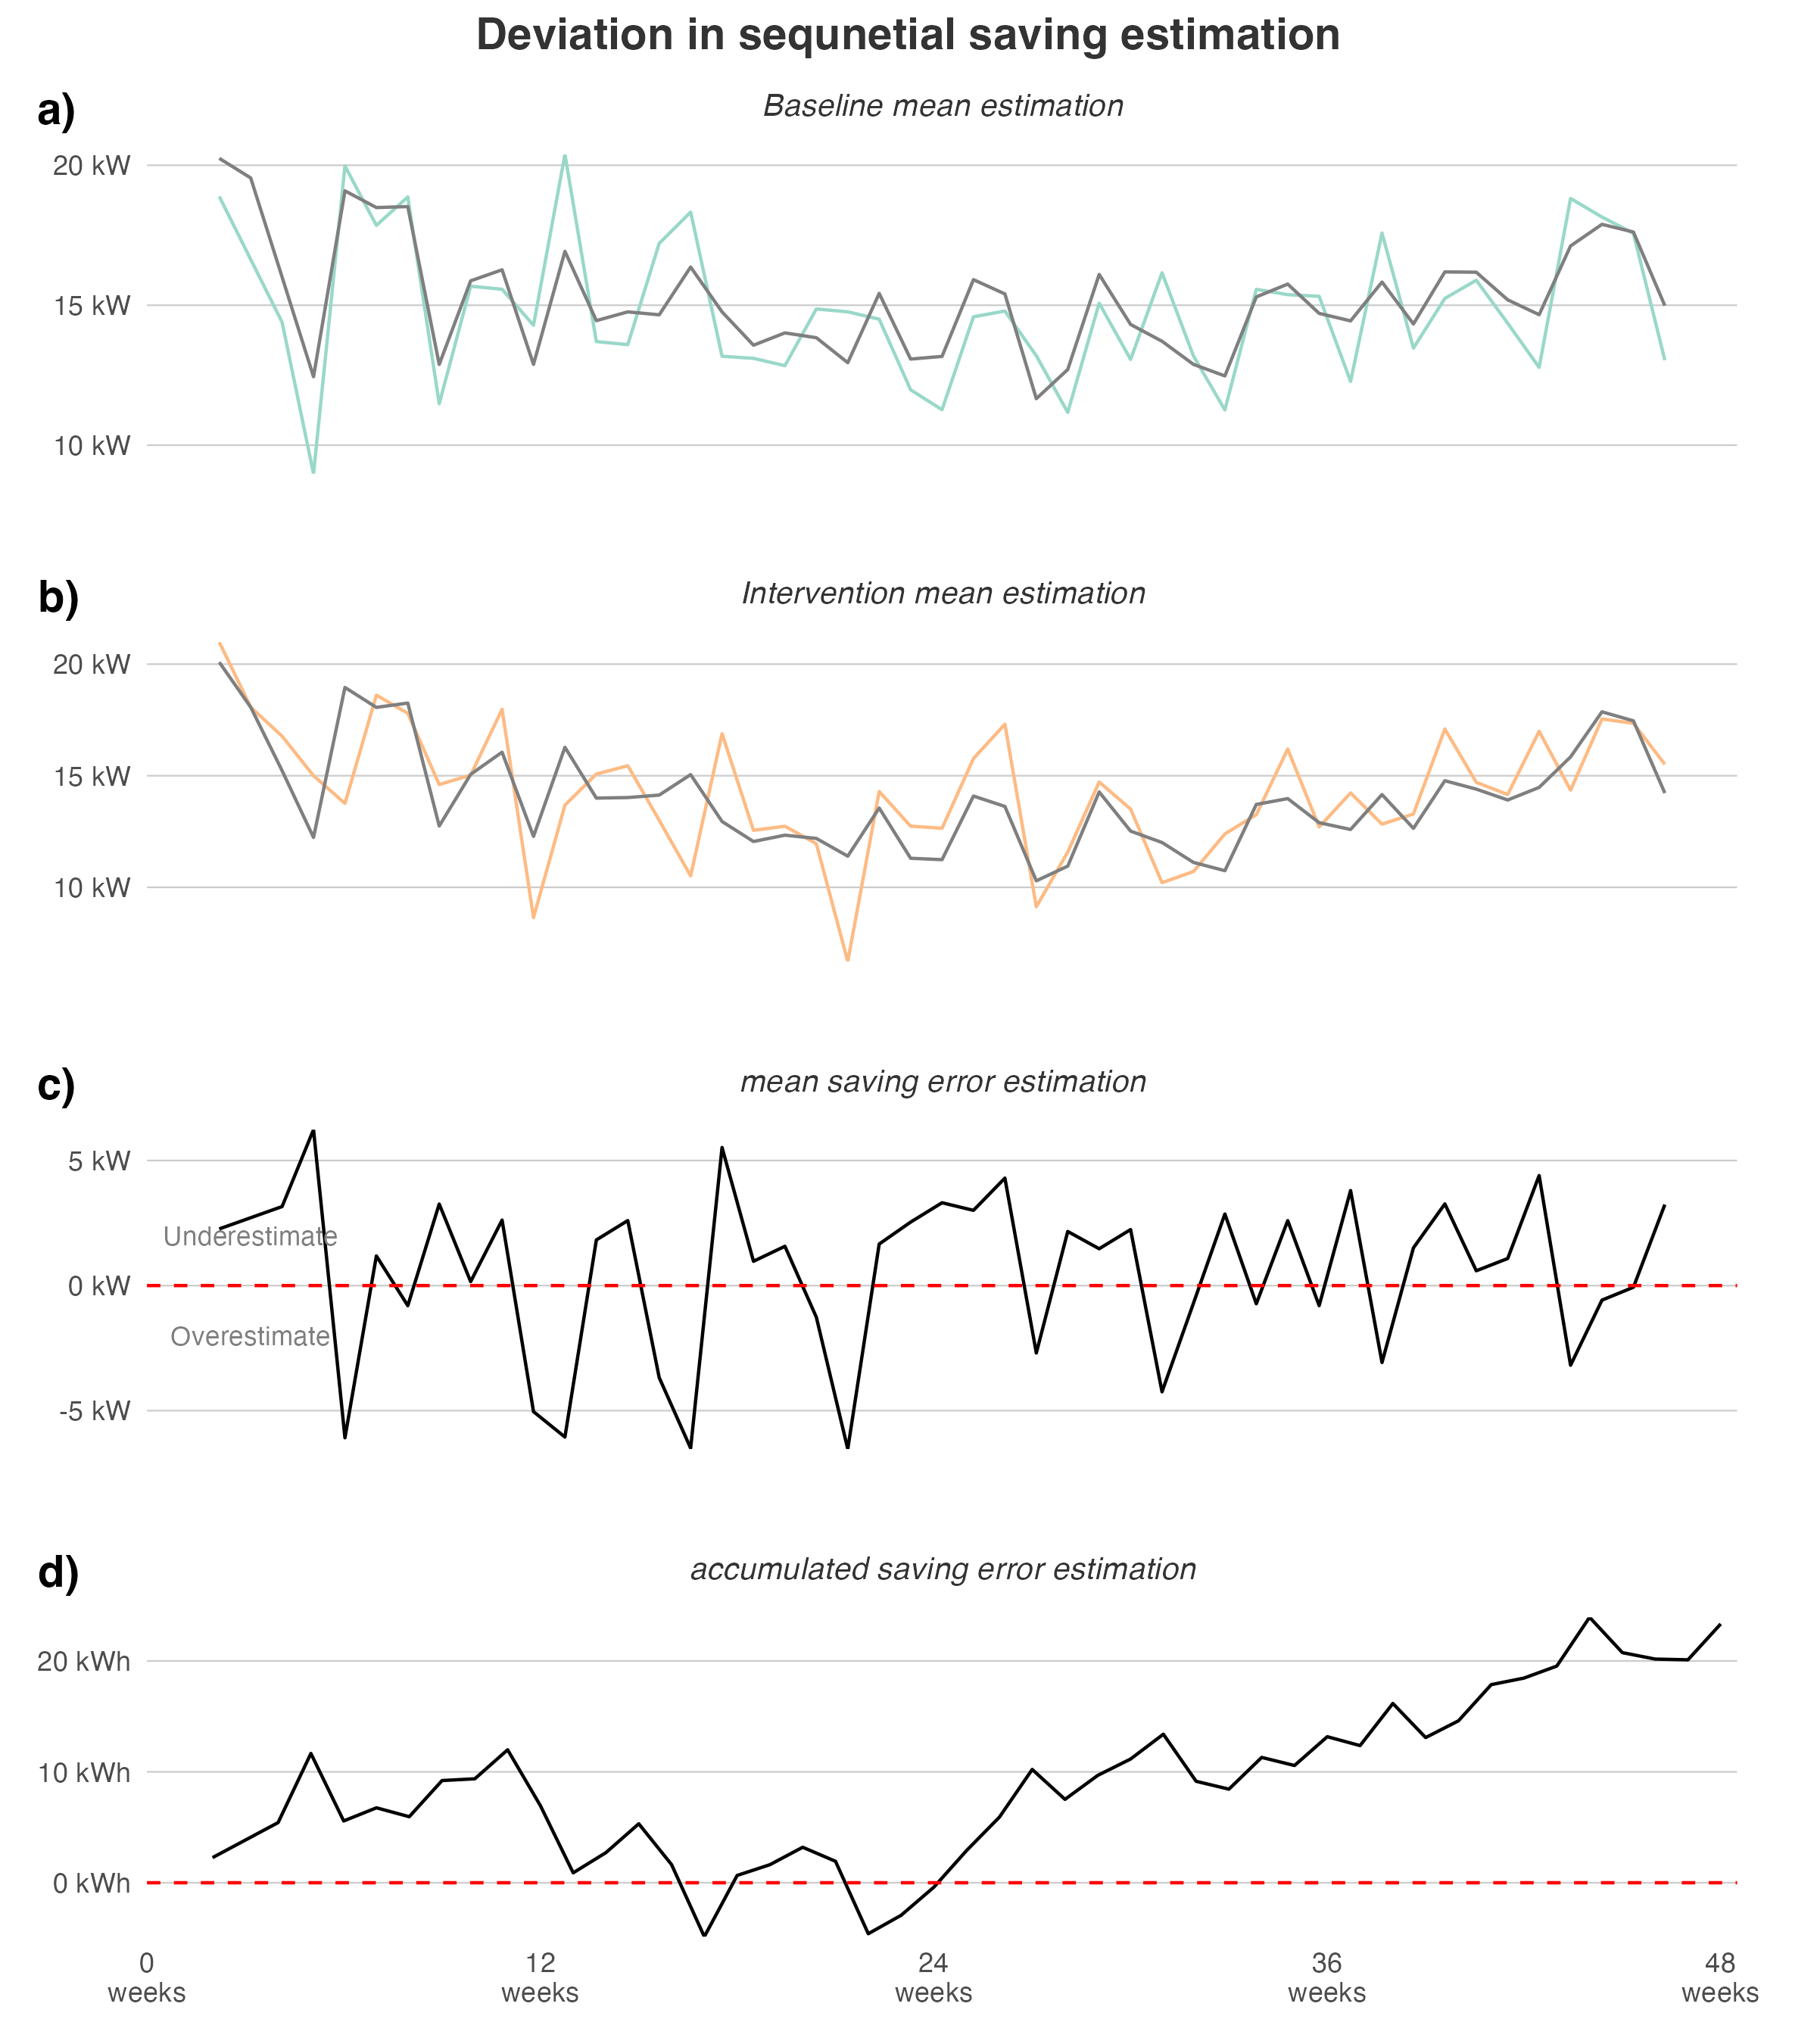 Deviation in sequnetial saving estimation
a)
Baseline mean estimation
20 kW
15 kW
10 kW
b)
Intervention mean estimation
20 kW
15 kW
10 kW
c)
mean saving error estimation
5 kW
Underestimate
0 kW
Overestimate
-5 kW
d)
accumulated saving error estimation
20 kWh
10 kWh
0 kWh
0 12 24 36 48
weeks weeks weeks weeks weeks